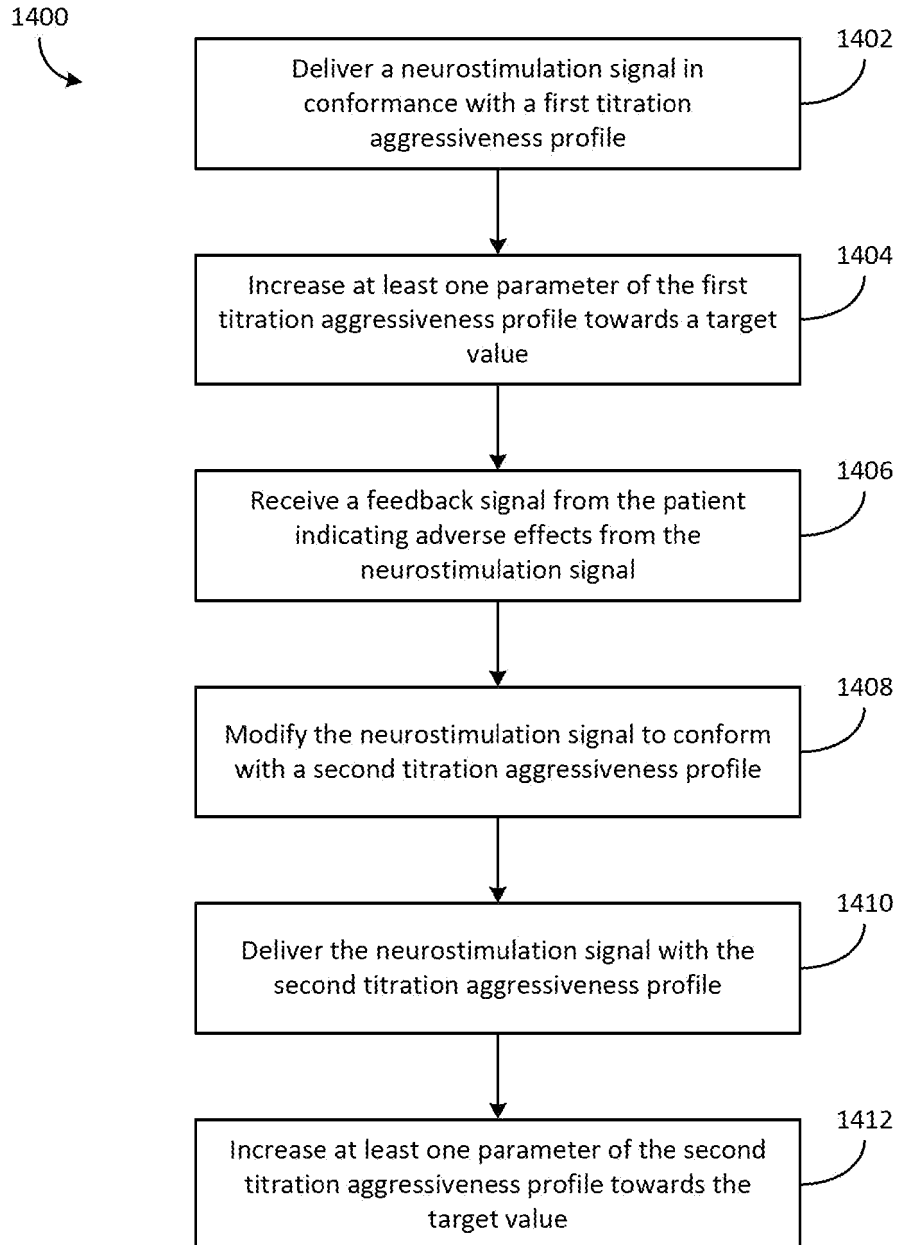 1400
1402
Deliver a neurostimulation signal in
conformance with a first titration
aggressiveness profile
1404
Increase at least one parameter of the first
titration aggressiveness profile towards a target
value
1406
Receive a feedback signal from the patient
indicating adverse effects from the
neurostimulation signal
1408
Modify the neurostimulation signal to conform
with a second titration aggressiveness profile
1410
Deliver the neurostimulation signal with the
second titration aggressiveness profile
1412
Increase at least one parameter of the second
titration aggressiveness profile towards the
target value